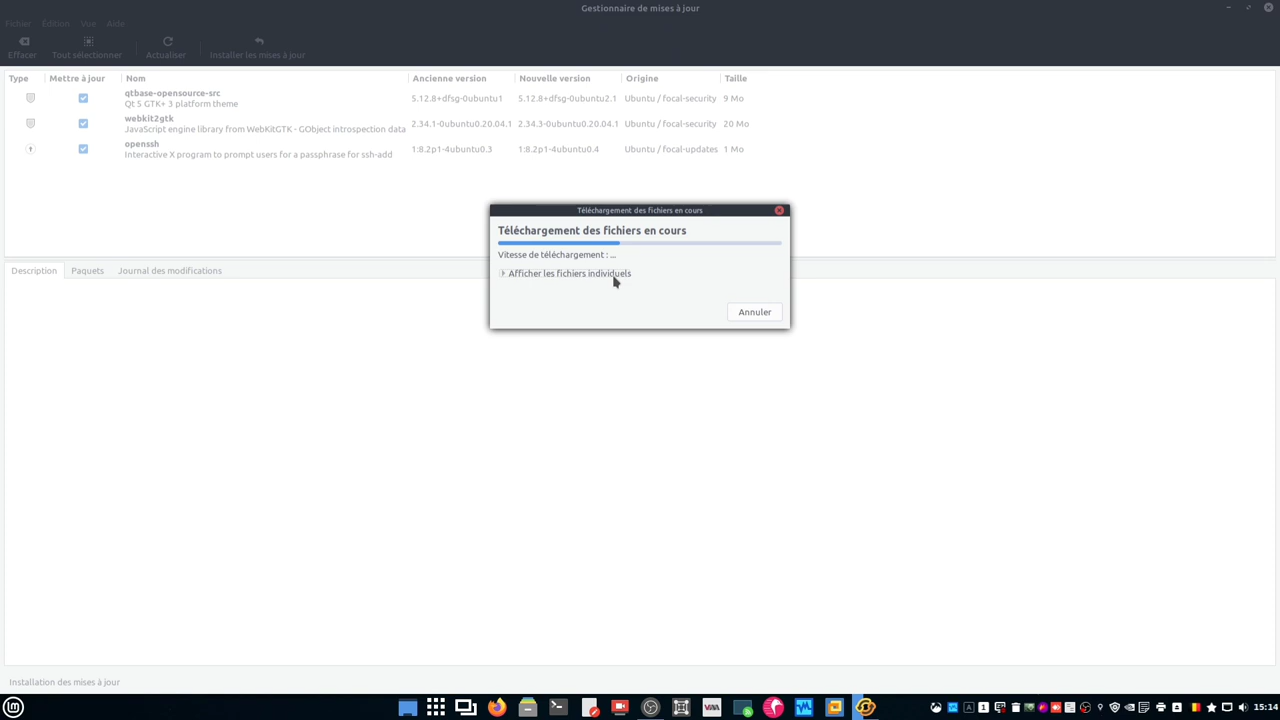 Gestionnaire de mises à jour
Fichier Édition Vue Aide
Effacer Tout sélectionner Actualiser Installer les mises à jour
Type Mettre à jour Nom Ancienne version Nouvelle version Origine Taille
qtbase-opensource-src
Qt 5 GTK+ 3 platform theme 5.12.8+dfsg-0ubuntu1 5.12.8+dfsg-0ubuntu2.1 Ubuntu / focal-security 9 Mo
webkit2gtk
JavaScript engine library from WebKitGTK - GObject introspection data 2.34.1-0ubuntu0.20.04.1 2.34.3-0ubuntu0.20.04.1 Ubuntu / focal-security 20 Mo
openssh
Interactive X program to prompt users for a passphrase for ssh-add 1:8.2p1-4ubuntu0.3 1:8.2p1-4ubuntu0.4 Ubuntu / focal-updates 1 Mo
Téléchargement des fichiers en cours
Téléchargement des fichiers en cours
Vitesse de téléchargement : ...
Afficher les fichiers individuels
Annuler
Description Paquets Journal des modifications
Installation des mises à jour
15:14